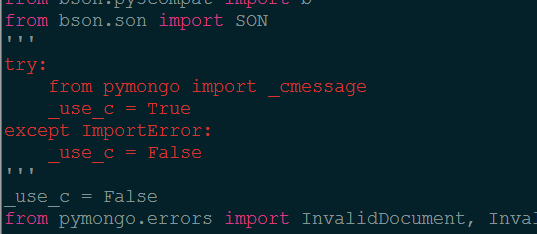 from bson.py3compat import b
from bson.son import SON
'''
try:
    from pymongo import _cmessage
    _use_c = True
except ImportError:
    _use_c = False
'''
_use_c = False
from pymongo.errors import InvalidDocument, Inval